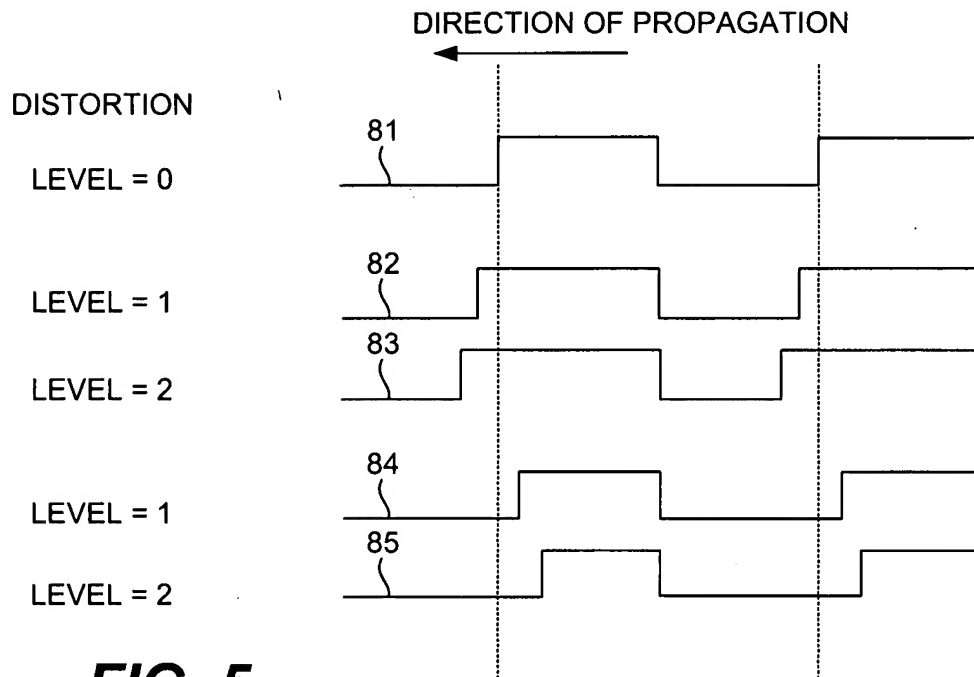 DIRECTION OF PROPAGATION
DISTORTION
81
LEVEL = 0
82
LEVEL = 1
83
LEVEL = 2
84
LEVEL = 1
85
LEVEL = 2
FIG. 5